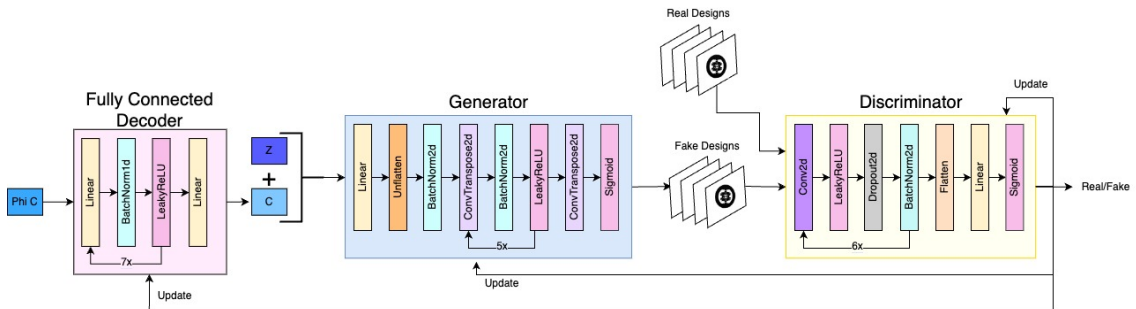 Fully Connected
Decoder
Phi C
Linear
BatchNorm1d
LeakyReLU
Linear
7x
Update
Z
+
C
Generator
Linear
Unflatten
BatchNorm2d
ConvTranspose2d
BatchNorm2d
LeakyReLU
ConvTranspose2d
Sigmoid
5x
Update
Real Designs
Fake Designs
Discriminator
Update
Conv2d
LeakyReLU
Dropout2d
BatchNorm2d
Flatten
Linear
Sigmoid
6x
Real/Fake